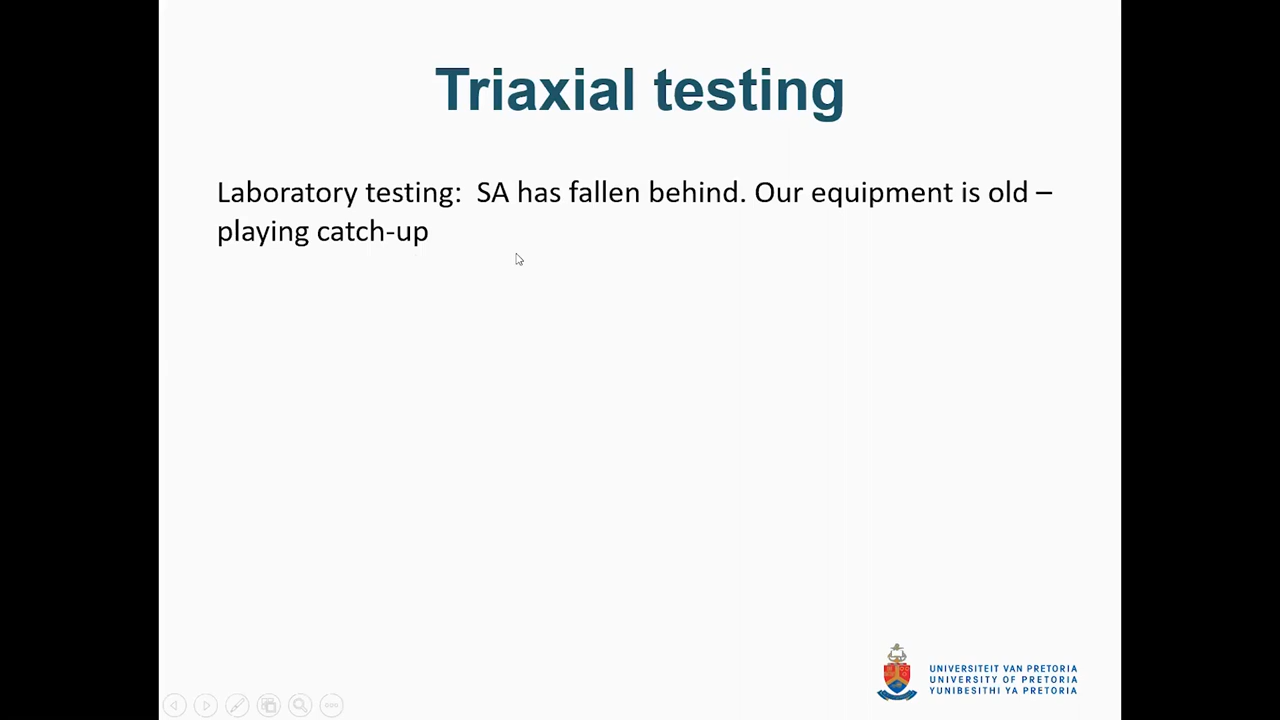 Triaxial testing
Laboratory testing:  SA has fallen behind. Our equipment is old –
playing catch-up
UNIVERSITEIT VAN PRETORIA
UNIVERSITY OF PRETORIA
YUNIBESITHI YA PRETORIA